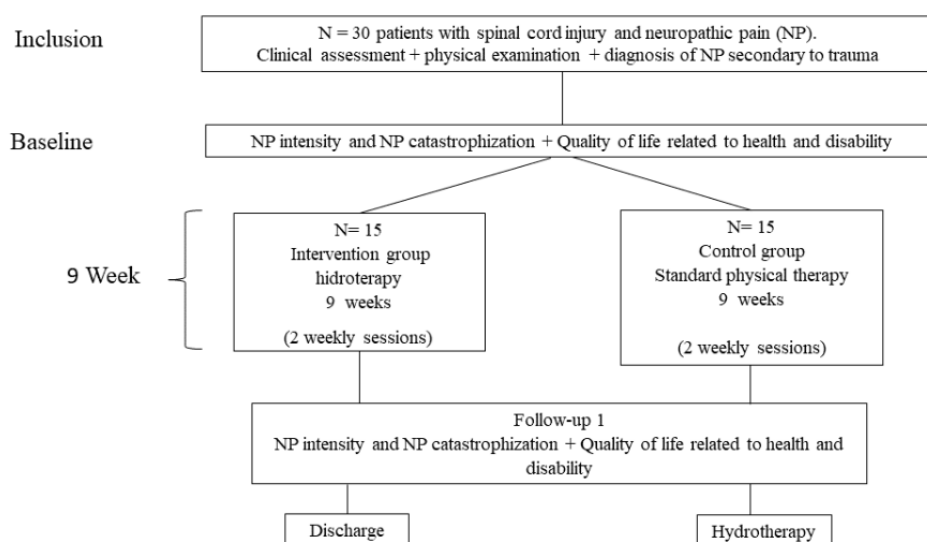 Inclusion
N = 30 patients with spinal cord injury and neuropathic pain (NP).
Clinical assessment + physical examination + diagnosis of NP secondary to trauma
Baseline
NP intensity and NP catastrophization + Quality of life related to health and disability
9 Week
N= 15
Intervention group
hidroterapy
9 weeks
(2 weekly sessions)
N= 15
Control group
Standard physical therapy
9 weeks
(2 weekly sessions)
Follow-up 1
NP intensity and NP catastrophization + Quality of life related to health and
disability
Discharge
Hydrotherapy